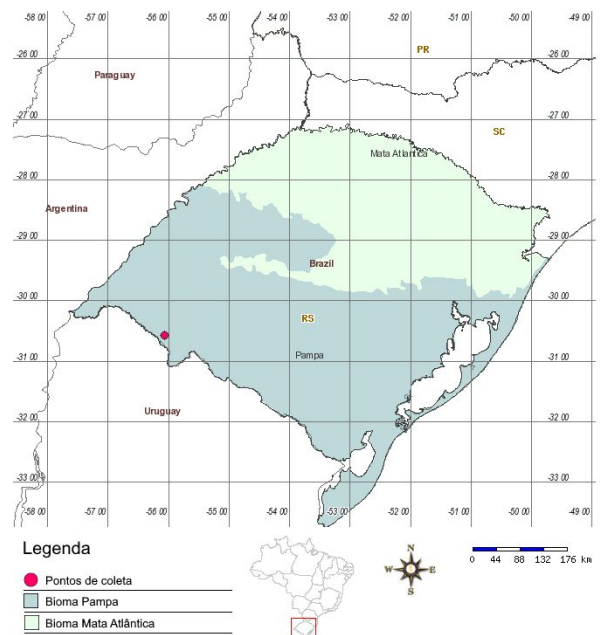 -58 00 -57 00 -56 00 -55 00 -54 00 -53 00 -52 00 -51 00 -50 00 -49 00
PR
-26 00 -26 00
Paraguay
-27 00 -27 00
SC
Mata Atlantica
-28 00 -28 00
Argentina
-29 00 -29 00
Brazil
-30 00 -30 00
RS
-31 00 -31 00
Pampa
Uruguay
-32 00 -32 00
-33 00 -33 00
-58 00 -57 00 -56 00 -55 00 -54 00 -53 00 -52 00 -51 00 -50 00 -49 00
Legenda
Pontos de coleta
Bioma Pampa
Bioma Mata Atlântica
N
W E
S
0 44 88 132 176 km